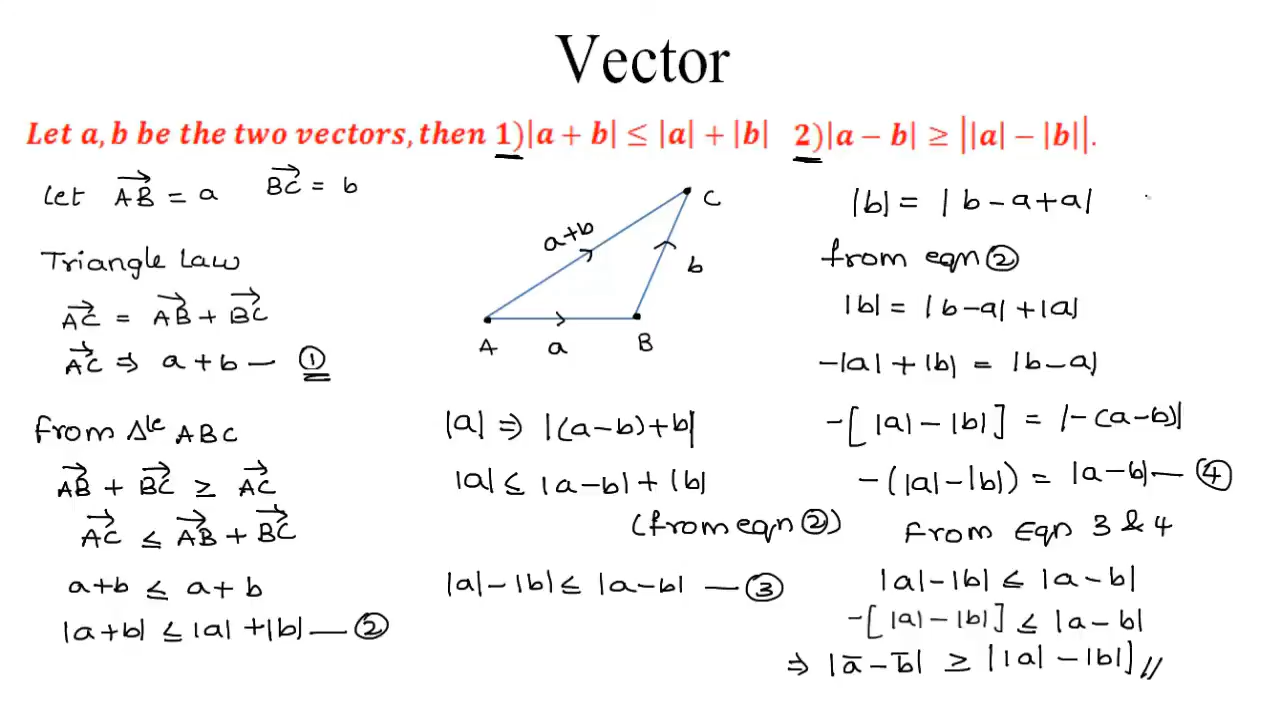 Vector
Let a, b be the two vectors, then 1)|a + b| ≤ |a| + |b|  2)|a − b| ≥ ||a| − |b||.
Let AB⃗ = a  BC⃗ = b
Triangle Law
AC⃗ = AB⃗ + BC⃗
AC⃗ ⇒ a + b — ①
From Δle ABC
AB⃗ + BC⃗ ≥ AC⃗
AC⃗ ≤ AB⃗ + BC⃗
a+b ≤ a+b
|a+b| ≤ |a| + |b| — ②
C
a+b
b
A
a
B
|a| ⇒ |(a−b)+b|
|a| ≤ |a−b| + |b|
(from eqn ②)
|a| − |b| ≤ |a−b| — ③
|b| = |b−a+a|
from eqn ②
|b| = |b−a| + |a|
−|a| + |b| = |b−a|
−[|a| − |b|] = |−(a−b)|
−(|a| − |b|) = |a−b| — ④
From Eqn 3 & 4
|a| − |b| ≤ |a−b|
−[|a| − |b|] ≤ |a−b|
⇒ |a̅ − b̅| ≥ ||a| − |b|| //